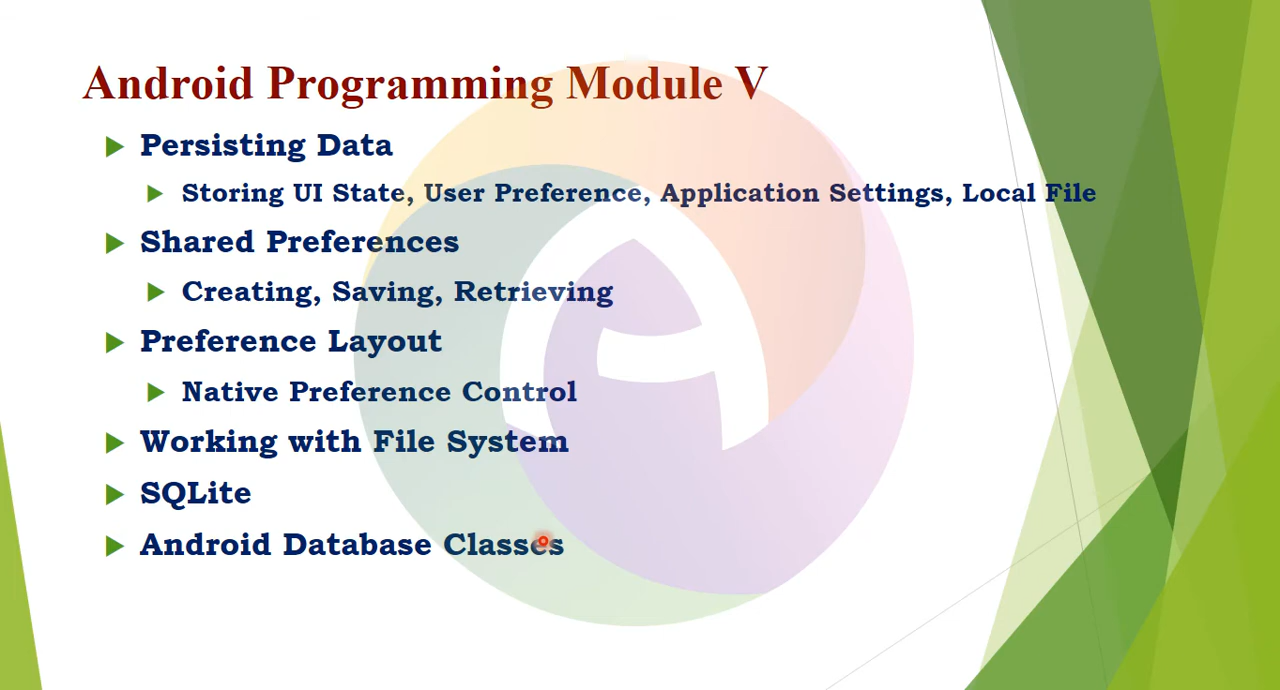 Android Programming Module V
Persisting Data
Storing UI State, User Preference, Application Settings, Local File
Shared Preferences
Creating, Saving, Retrieving
Preference Layout
Native Preference Control
Working with File System
SQLite
Android Database Classes